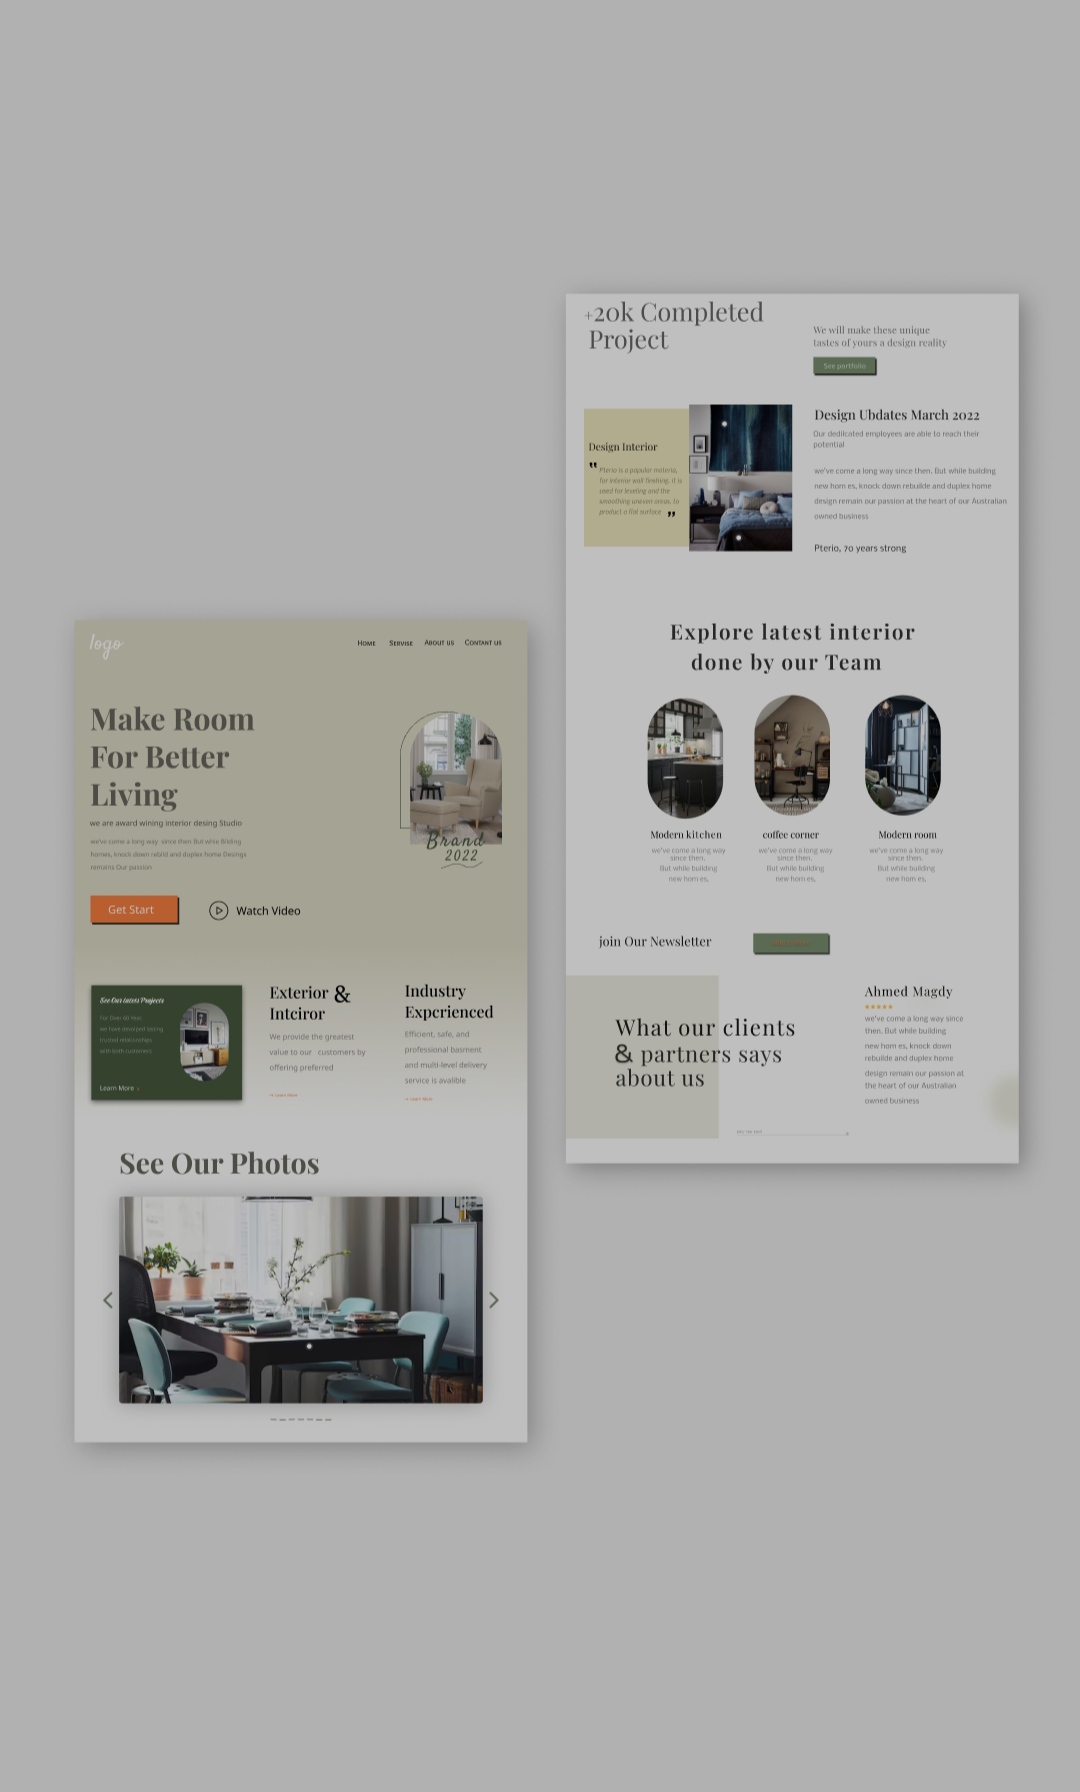 logo
Home Servise About us Contant us
Make Room
For Better
Living
we are award wining interior desing Studio
we've come a long way since then But whie Bilding
homes, knock down rebild and duplex home Desings
remains Our passion
Get Start
Watch Video
Brand
2022
See Our latets Projects
For Over 60 Year
we have devolped lasting
trusted relationships
with both customers
Learn More
Exterior &
Intciror
We provide the greatest
value to our customers by
offering preferred
Learn More
Industry
Expcrienced
Efficient, safe, and
professional basment
and multi-level delivery
service is avalible
Learn More
See Our Photos
+20k Completed
Project
We will make these unique
tastes of yours a design reality
See portfolio
Design Interior
" Pterio is a popular materia,
for interior wall finishing. it is
used for leveling and the
smoothing uneven areas. to
product a flat surface "
Design Ubdates March 2022
Our dedilcated employees are able to reach their
potential
we've come a long way since then. But while building
new hom es, knock down rebuilde and duplex home
design remain our passion at the heart of our Australian
owned business
Pterio, 70 years strong
Explore latest interior
done by our Team
Modern kitchen
we've come a long way
since then.
But while building
new hom es,
coffee corner
we've come a long way
since then.
But while building
new hom es,
Modern room
we've come a long way
since then.
But while building
new hom es,
join Our Newsletter
What our clients
& partners says
about us
Ahmed Magdy
we've come a long way since
then. But while building
new hom es, knock down
rebuilde and duplex home
design remain our passion at
the heart of our Australian
owned business